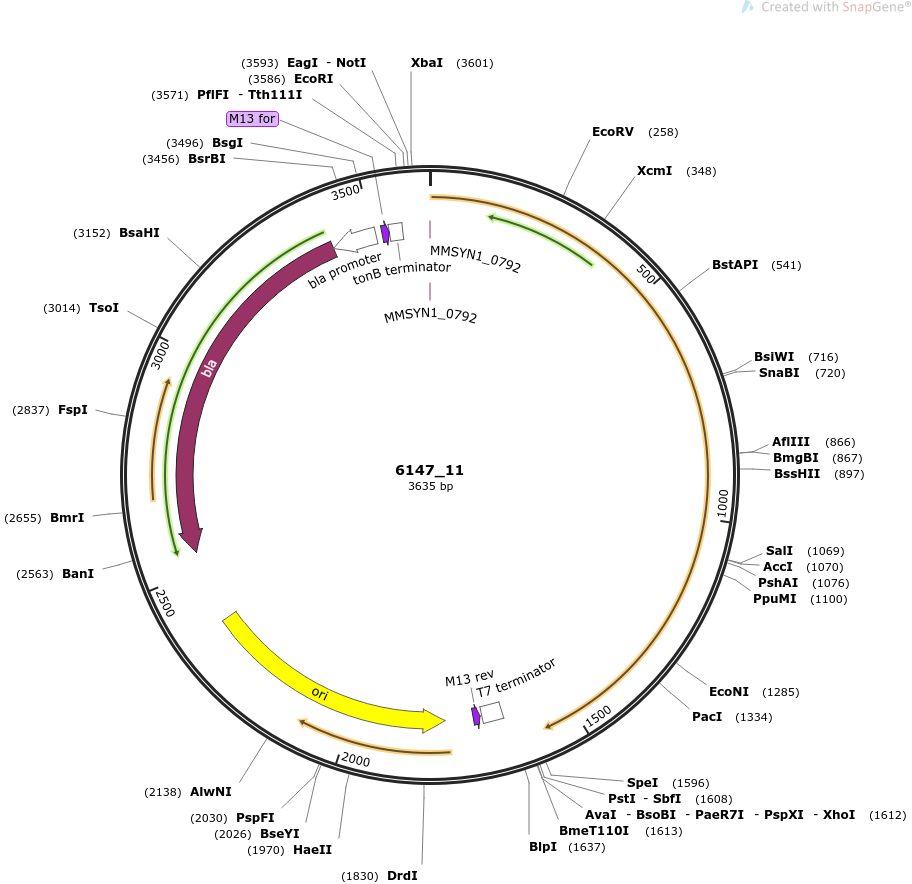 Created with SnapGene®
(3593) EagI - NotI
XbaI (3601)
(3586) EcoRI
(3571) PflFI - Tth111I
M13 for
(3496) BsgI
(3456) BsrBI
EcoRV (258)
XcmI (348)
3500
(3152) BsaHI
BstAPI (541)
500
bla promoter
tonB terminator
MMSYN1_0792
MMSYN1_0792
(3014) TsoI
3000
bla
BsiWI (716)
SnaBI (720)
(2837) FspI
AflIII (866)
BmgBI (867)
BssHII (897)
6147_11
3635 bp
1000
(2655) BmrI
(2563) BanI
SalI (1069)
AccI (1070)
PshAI (1076)
PpuMI (1100)
2500
ori
M13 rev
T7 terminator
EcoNI (1285)
PacI (1334)
1500
2000
SpeI (1596)
PstI - SbfI (1608)
AvaI - BsoBI - PaeR7I - PspXI - XhoI (1612)
BmeT110I (1613)
BlpI (1637)
(2138) AlwNI
(2030) PspFI
(2026) BseYI
(1970) HaeII
(1830) DrdI